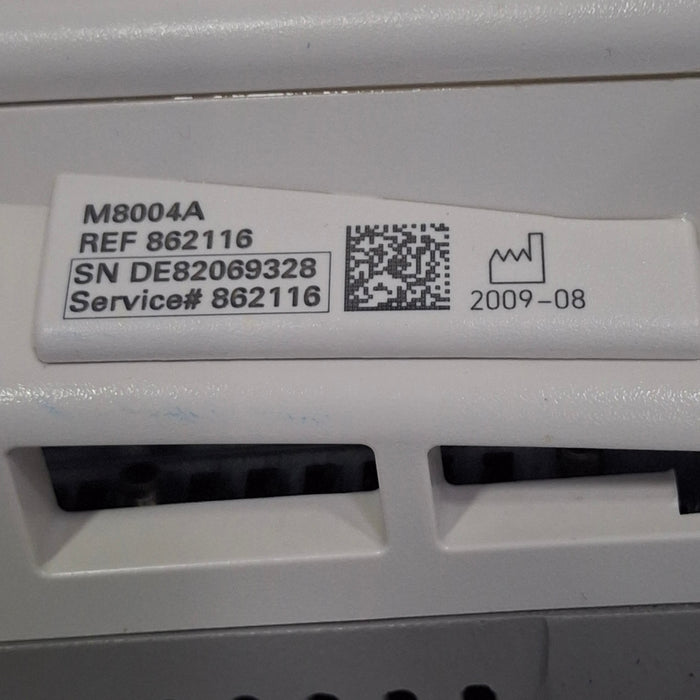 M8004A
REF 862116
SN DE82069328
Service# 862116
2009-08